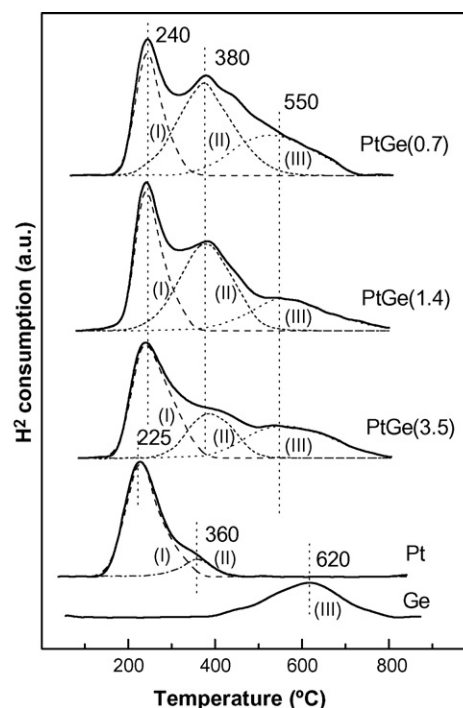 240
380
550
(I)
(II)
(III)
PtGe(0.7)
(I)
(II)
(III)
PtGe(1.4)
(I)
225
(II)
(III)
PtGe(3.5)
Pt
360
(I)
(II)
620
Ge
(III)
H² consumption (a.u.)
200 400 600 800
Temperature (ºC)